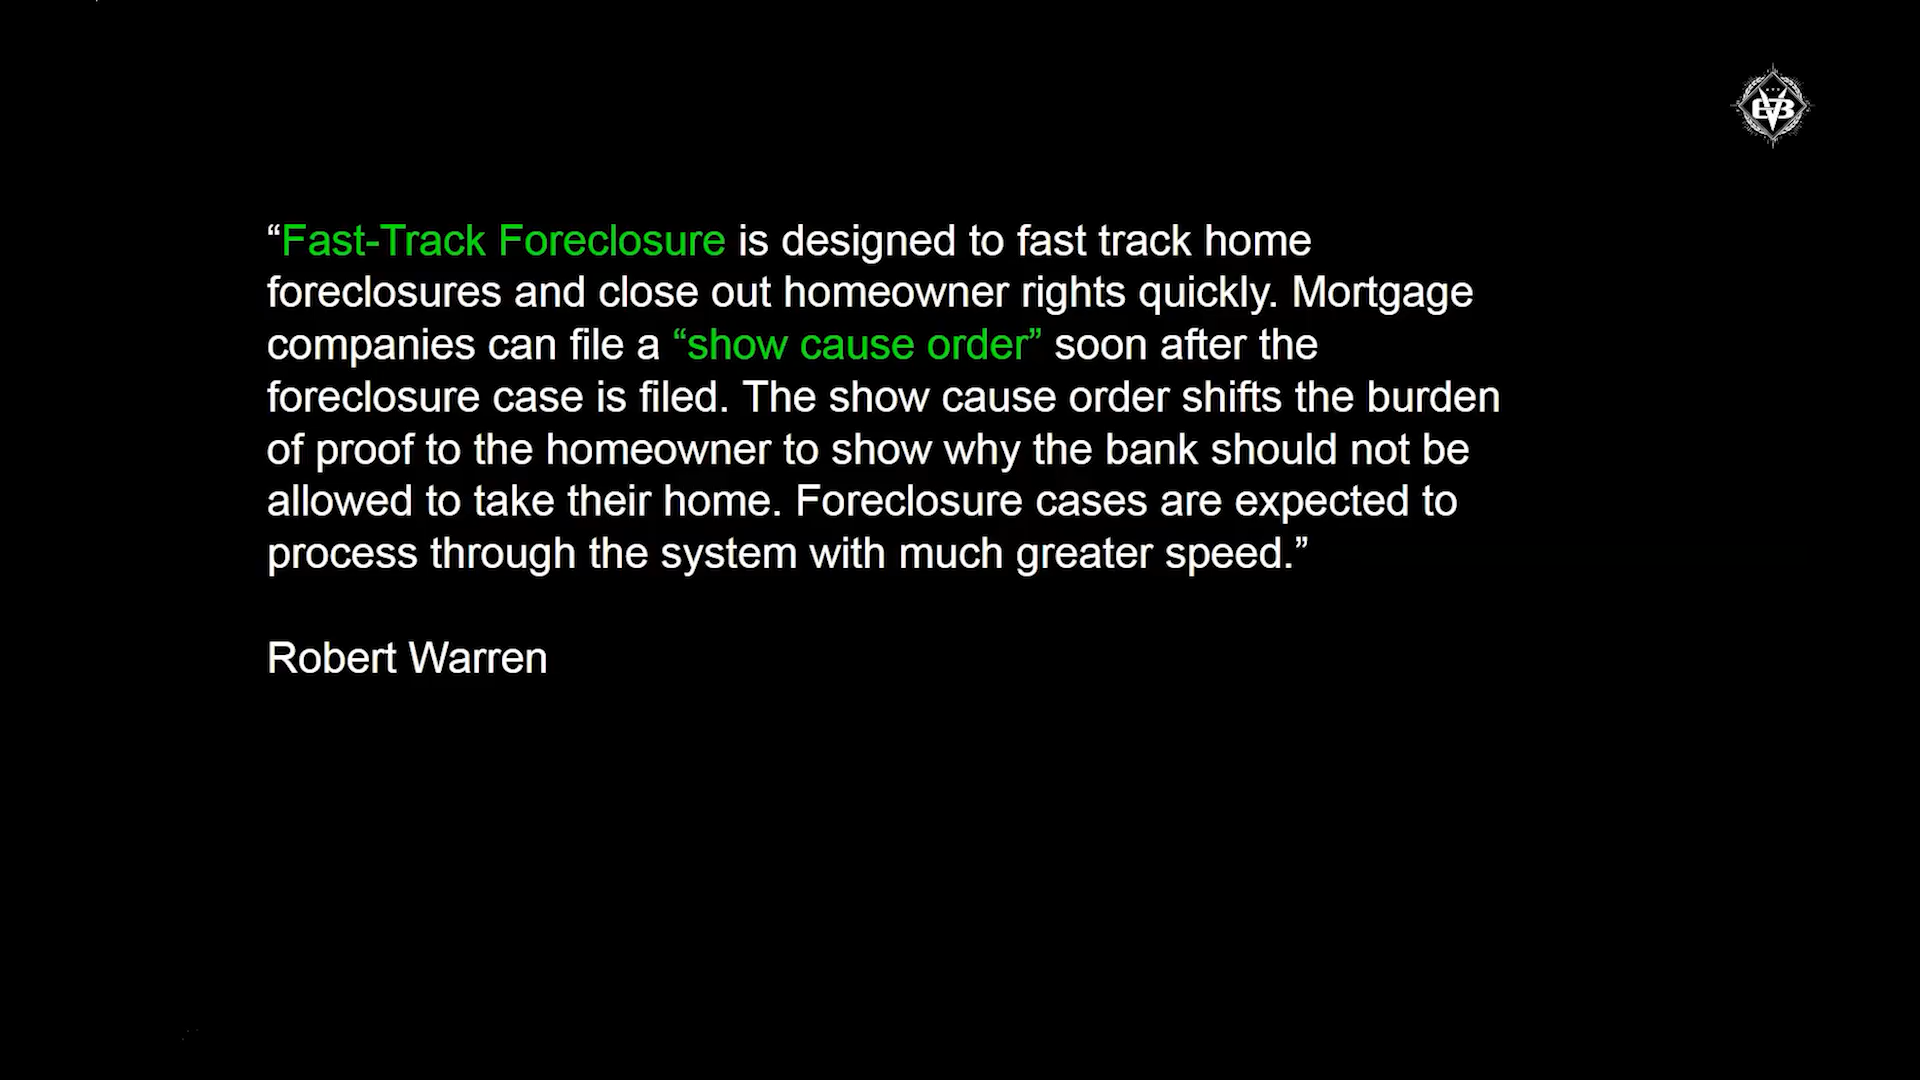 “Fast-Track Foreclosure is designed to fast track home
foreclosures and close out homeowner rights quickly. Mortgage
companies can file a “show cause order” soon after the
foreclosure case is filed. The show cause order shifts the burden
of proof to the homeowner to show why the bank should not be
allowed to take their home. Foreclosure cases are expected to
process through the system with much greater speed.”
Robert Warren